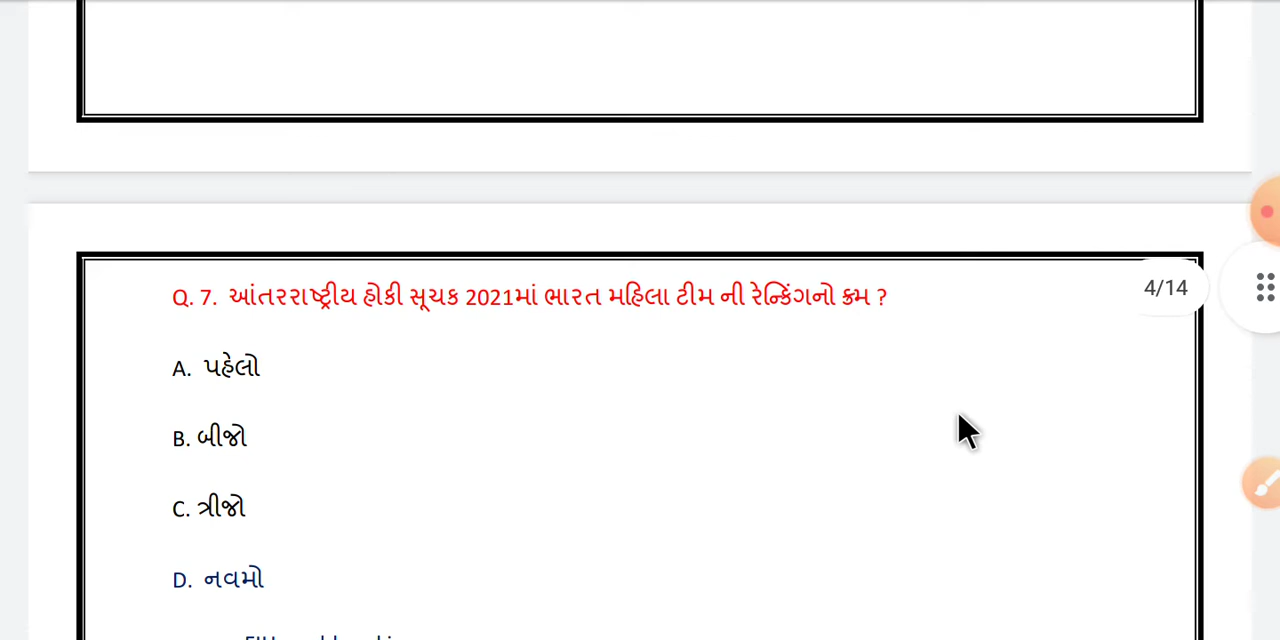 Q. 7. આંતરરાષ્ટ્રીય હોકી સૂચક 2021માં ભારત મહિલા ટીમ ની રેન્કિંગનો ક્રમ ?
4/14
A. પહેલો
B. બીજો
C. ત્રીજો
D. નવમો